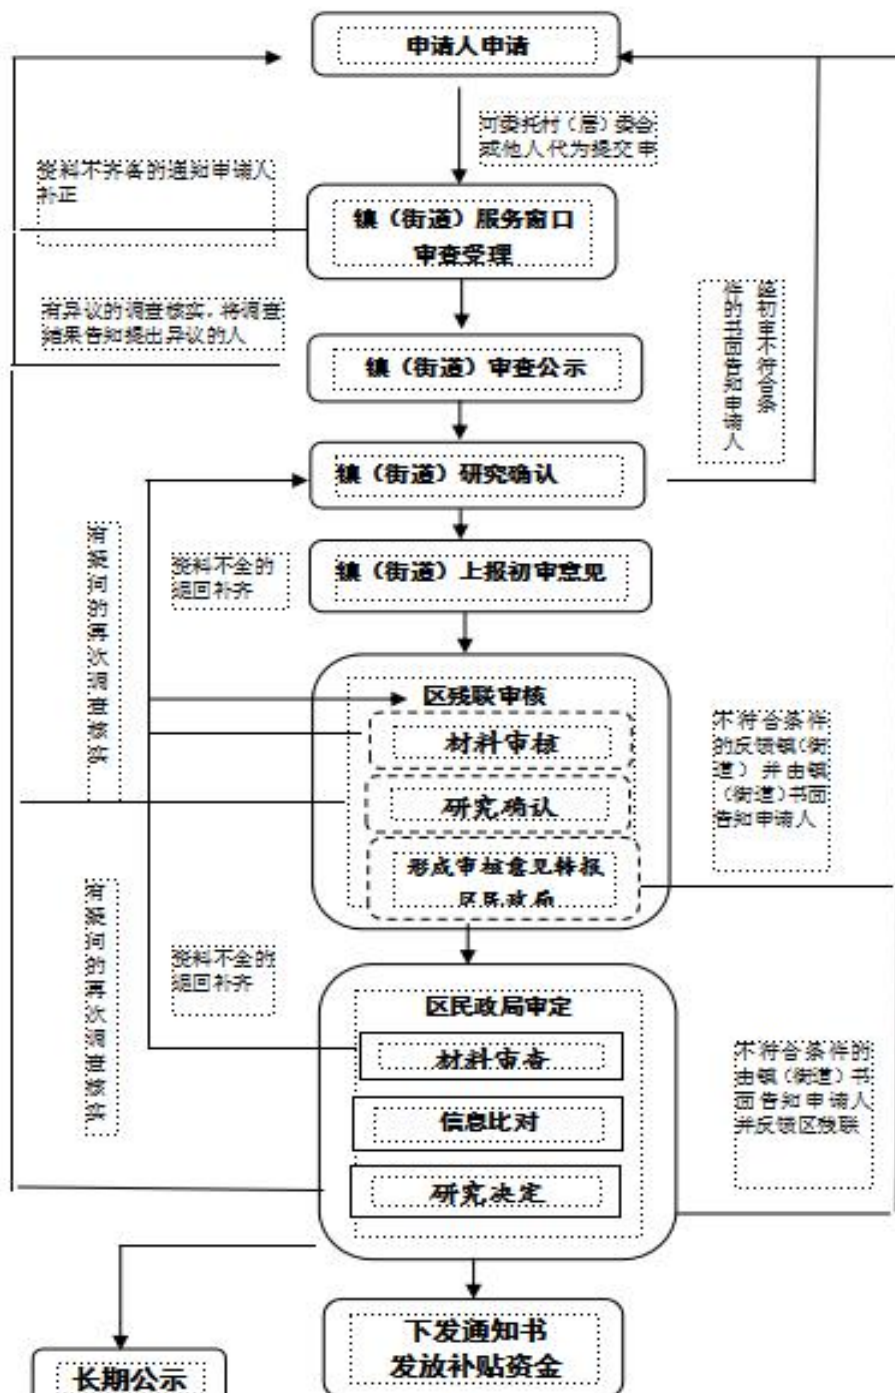 申请人申请
可委托村（居）委会
或他人代为提交申
资料不齐备的通知申请人
补正
镇（街道）服务窗口
审查受理
有异议的调查核实，将调查
结果告知提出异议的人
经初审不符合条
件的书面告知申请人
镇（街道）审查公示
镇（街道）研究确认
有疑问的再次调查核实
资料不全的
退回补齐
镇（街道）上报初审意见
区残联审核
材料审核
研究确认
形成审核意见转报
区民政局
不符合条件
的反馈镇（街
道）并由镇
（街道）书面
告知申请人
有疑问的再次调查核实
资料不全的
退回补齐
区民政局审定
材料审查
信息比对
研究决定
不符合条件的
由镇（街道）书
面告知申请人
并反馈区残联
下发通知书
发放补贴资金
长期公示